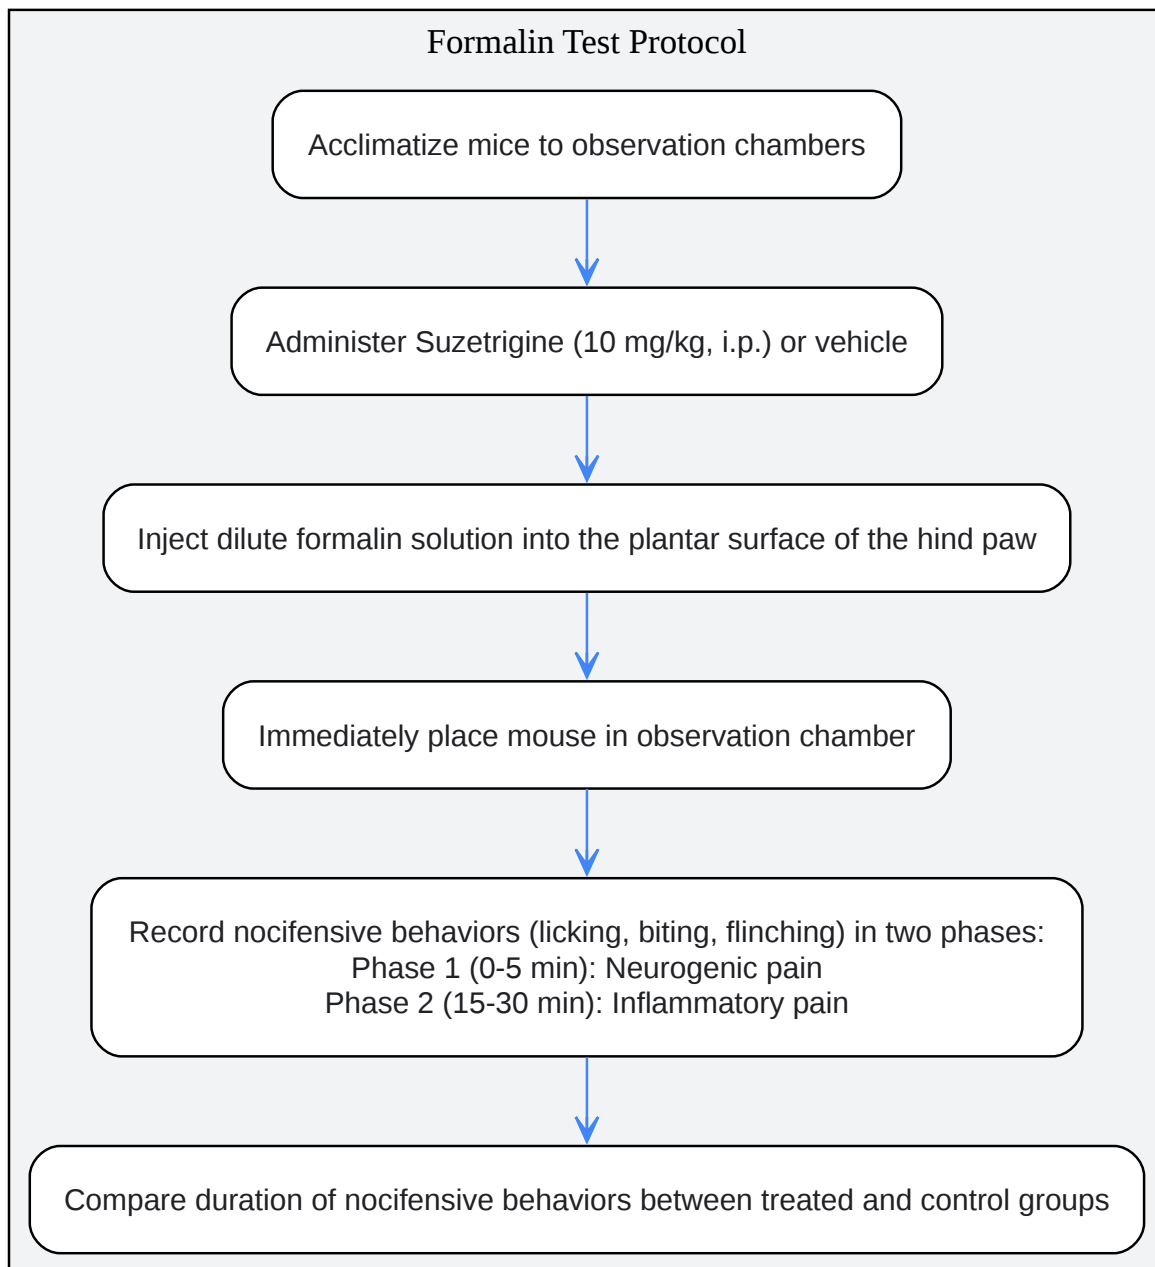 Formalin Test Protocol
Acclimatize mice to observation chambers
Administer Suzetrigine (10 mg/kg, i.p.) or vehicle
Inject dilute formalin solution into the plantar surface of the hind paw
Immediately place mouse in observation chamber
Record nocifensive behaviors (licking, biting, flinching) in two phases:
Phase 1 (0-5 min): Neurogenic pain
Phase 2 (15-30 min): Inflammatory pain
Compare duration of nocifensive behaviors between treated and control groups